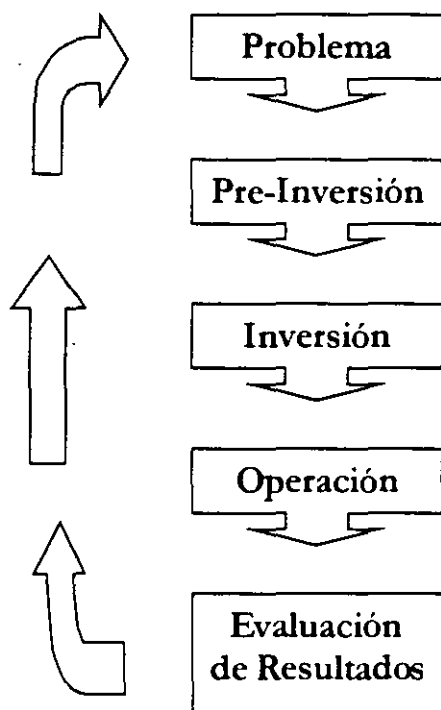 Problema
Pre-Inversión
Inversión
Operación
Evaluación
de Resultados